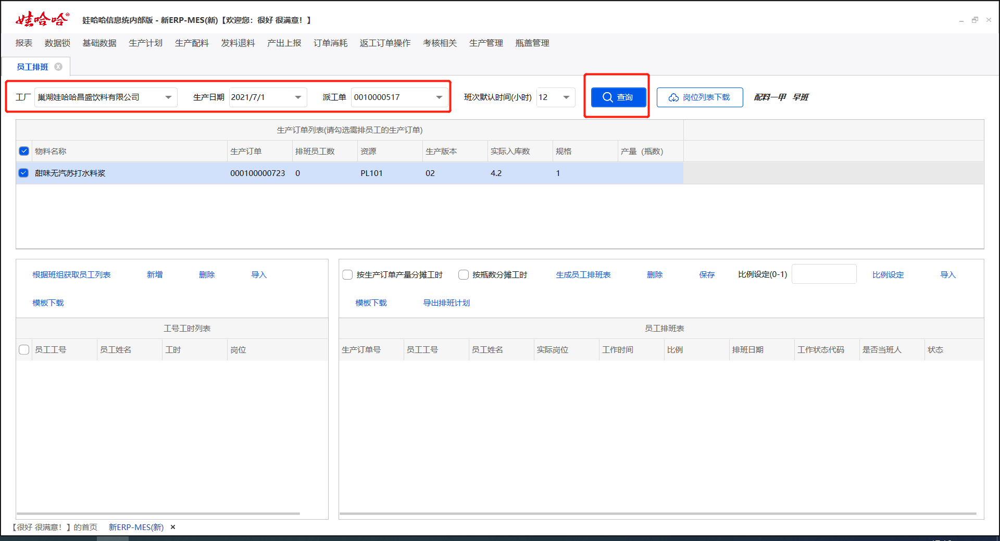 娃哈哈® 娃哈哈信息统内部版 - 新ERP-MES(新)【欢迎您：很好 很满意！】
报表 数据锁 基础数据 生产计划 生产配料 发料退料 产出上报 订单消耗 返工订单操作 考核相关 生产管理 瓶盖管理
员工排班
工厂 巢湖娃哈哈昌盛饮料有限公司 生产日期 2021/7/1 派工单 0010000517 班次默认时间(小时) 12 查询 岗位列表下载 配料一甲 早班
生产订单列表(请勾选需排员工的生产订单)
物料名称 生产订单 排班员工数 资源 生产版本 实际入库数 规格 产量（瓶数）
甜味无汽苏打水料浆 000100000723 0 PL101 02 4.2 1
根据班组获取员工列表 新增 删除 导入
模板下载
工号工时列表
员工工号 员工姓名 工时 岗位
按生产订单产量分摊工时 按瓶数分摊工时 生成员工排班表 删除 保存 比例设定(0-1) 比例设定 导入
模板下载 导出排班计划
员工排班表
生产订单号 员工工号 员工姓名 实际岗位 工作时间 比例 排班日期 工作状态代码 是否当班人 状态
【很好 很满意！】的首页 新ERP-MES(新)